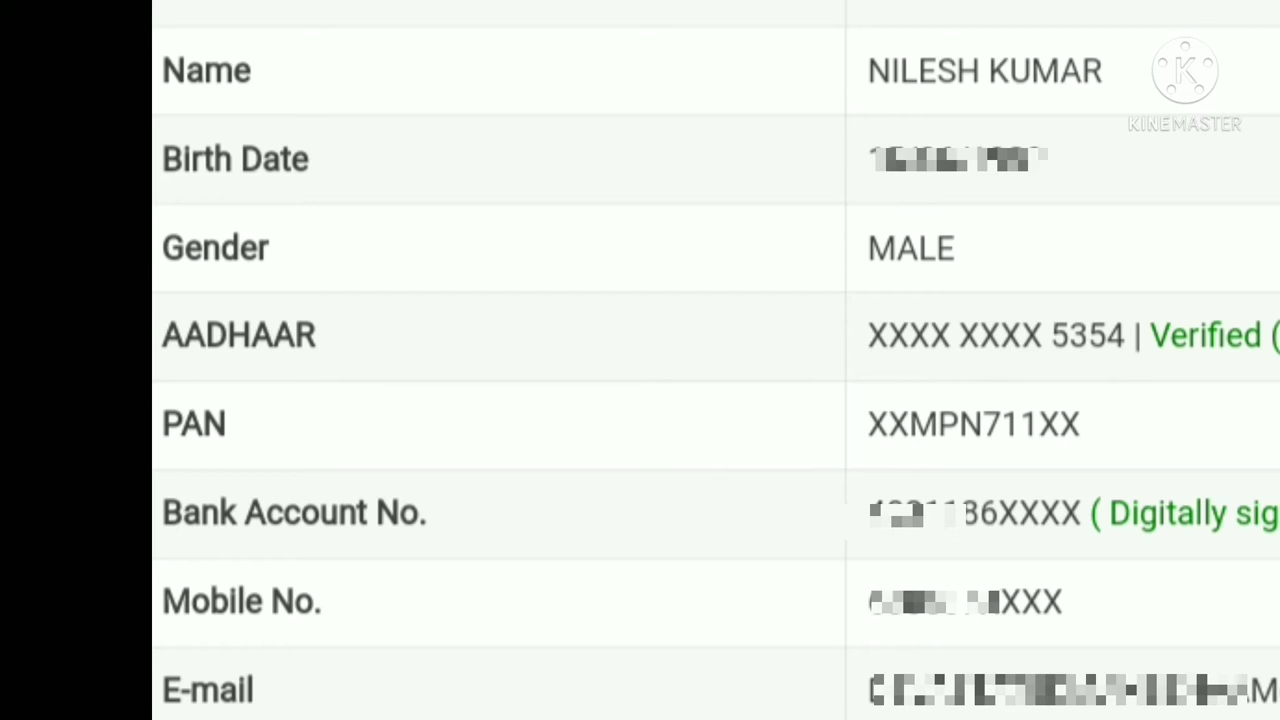 Name NILESH KUMAR
KINEMASTER
Birth Date
Gender MALE
AADHAAR XXXX XXXX 5354 | Verified (
PAN XXMPN711XX
Bank Account No. 86XXXX ( Digitally sig
Mobile No. XXX
E-mail